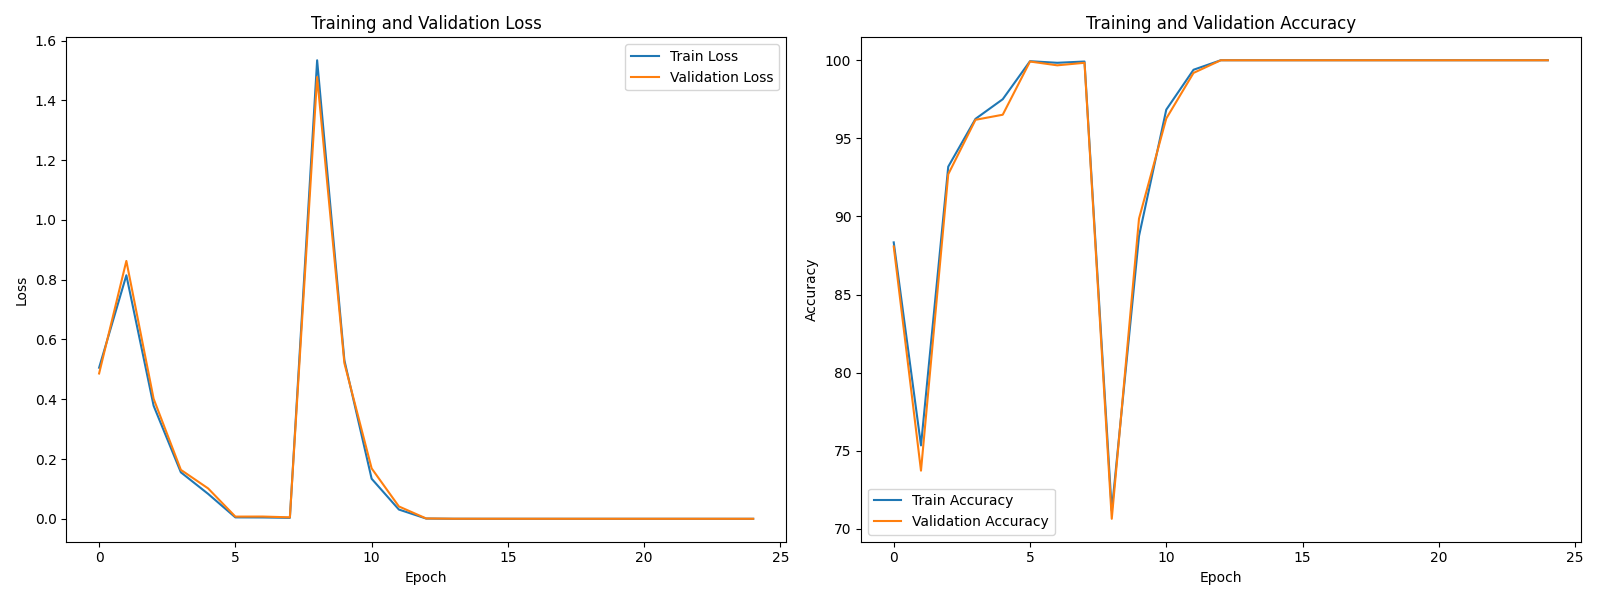 Training and Validation Loss
1.6
1.4
1.2
1.0
0.8
0.6
0.4
0.2
0.0
Loss
Train Loss
Validation Loss
0 5 10 15 20 25
Epoch
Training and Validation Accuracy
100
95
90
85
80
75
70
Accuracy
Train Accuracy
Validation Accuracy
0 5 10 15 20 25
Epoch